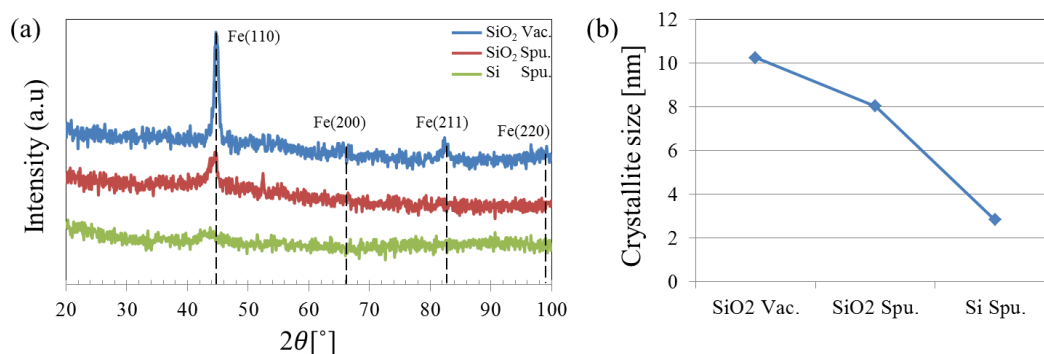 (a)
Intensity (a.u)
Fe(110)
Fe(200)
Fe(211)
Fe(220)
SiO₂ Vac.
SiO₂ Spu.
Si Spu.
20 30 40 50 60 70 80 90 100
2θ[°]
(b)
Crystallite size [nm]
12
10
8
6
4
2
0
SiO2 Vac. SiO2 Spu. Si Spu.